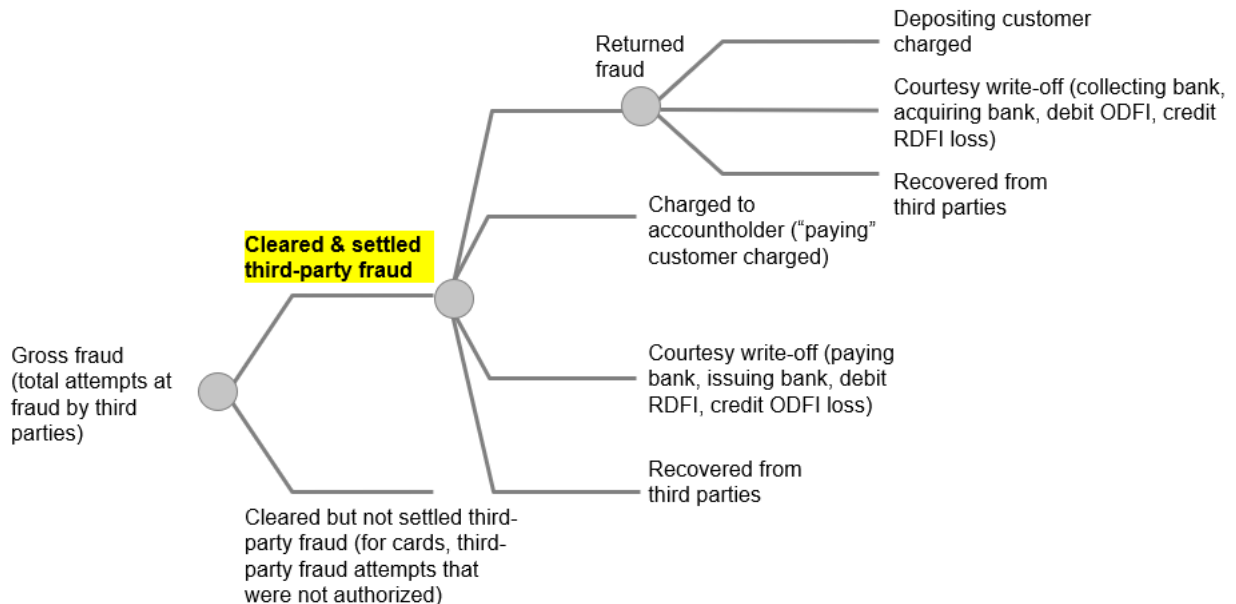 Gross fraud
(total attempts at
fraud by third
parties)
Cleared & settled
third-party fraud
Cleared but not settled third-
party fraud (for cards, third-
party fraud attempts that
were not authorized)
Returned
fraud
Depositing customer
charged
Courtesy write-off (collecting bank,
acquiring bank, debit ODFI, credit
RDFI loss)
Recovered from
third parties
Charged to
accountholder (“paying”
customer charged)
Courtesy write-off (paying
bank, issuing bank, debit
RDFI, credit ODFI loss)
Recovered from
third parties